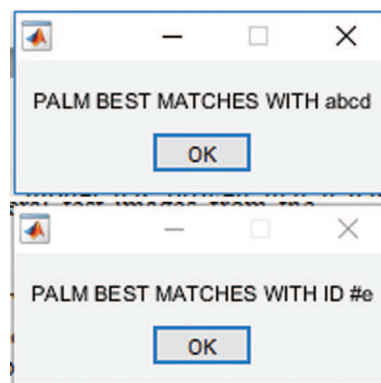 PALM BEST MATCHES WITH abcd
OK
PALM BEST MATCHES WITH ID #e
OK